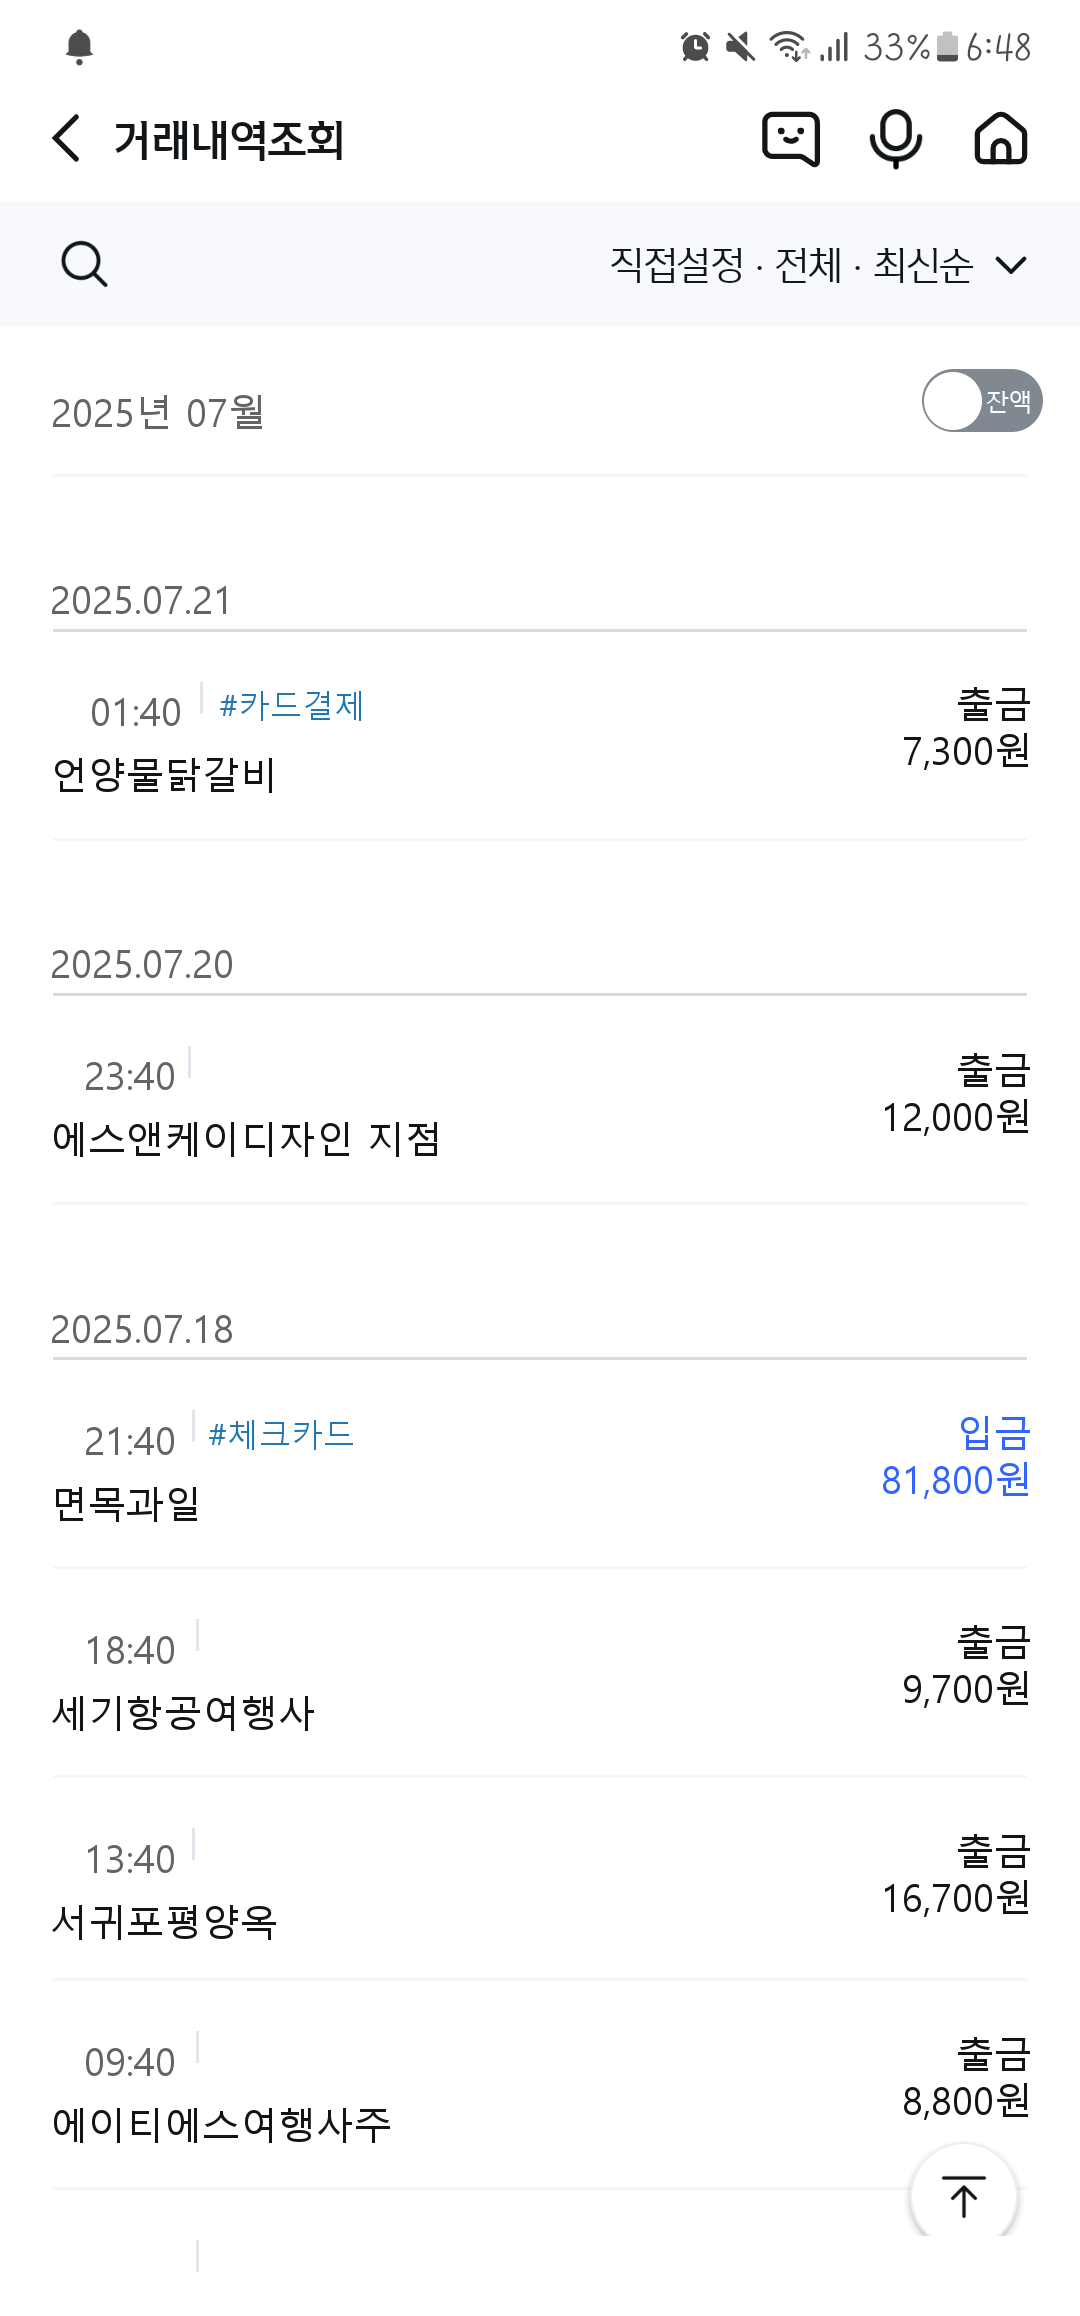 33% 6:48
거래내역조회
직접설정 · 전체 · 최신순
2025년 07월
잔액
2025.07.21
01:40 #카드결제
출금
7,300원
언양물닭갈비
2025.07.20
23:40
출금
12,000원
에스앤케이디자인 지점
2025.07.18
21:40 #체크카드
입금
81,800원
면목과일
18:40
출금
9,700원
세기항공여행사
13:40
출금
16,700원
서귀포평양옥
09:40
출금
8,800원
에이티에스여행사주